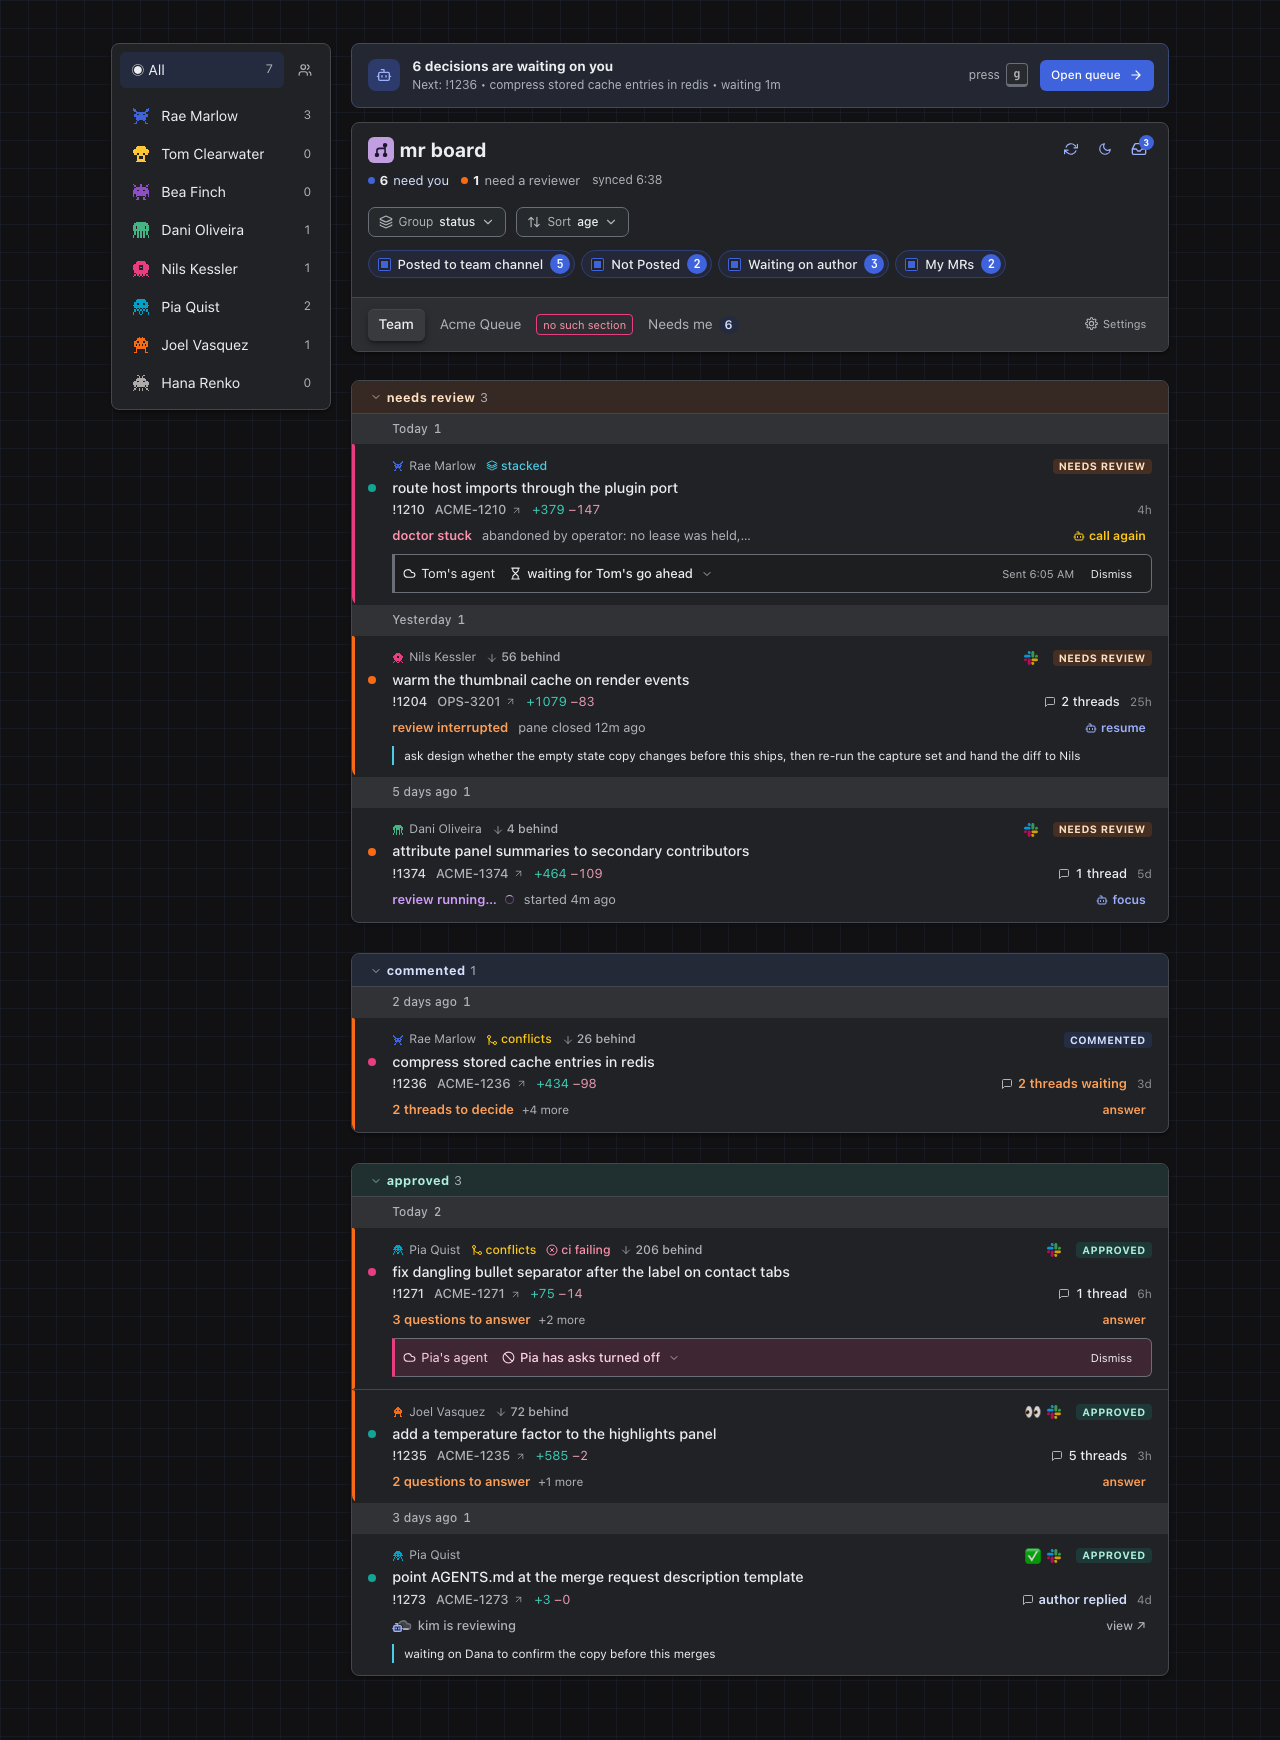 All 7
Rae Marlow 3
Tom Clearwater 0
Bea Finch 0
Dani Oliveira 1
Nils Kessler 1
Pia Quist 2
Joel Vasquez 1
Hana Renko 0
6 decisions are waiting on you
Next: !1236 • compress stored cache entries in redis • waiting 1m
press g Open queue →
mr board
3
6 need you 1 need a reviewer synced 6:38
Group status Sort age
Posted to team channel 5 Not Posted 2 Waiting on author 3 My MRs 2
Team Acme Queue no such section Needs me 6 Settings
needs review 3
Today 1
Rae Marlow stacked NEEDS REVIEW
route host imports through the plugin port
!1210 ACME-1210 ↗ +379 −147 4h
doctor stuck abandoned by operator: no lease was held,... call again
Tom's agent waiting for Tom's go ahead Sent 6:05 AM Dismiss
Yesterday 1
Nils Kessler ↓ 56 behind NEEDS REVIEW
warm the thumbnail cache on render events
!1204 OPS-3201 ↗ +1079 −83 2 threads 25h
review interrupted pane closed 12m ago resume
ask design whether the empty state copy changes before this ships, then re-run the capture set and hand the diff to Nils
5 days ago 1
Dani Oliveira ↓ 4 behind NEEDS REVIEW
attribute panel summaries to secondary contributors
!1374 ACME-1374 ↗ +464 −109 1 thread 5d
review running... started 4m ago focus
commented 1
2 days ago 1
Rae Marlow conflicts ↓ 26 behind COMMENTED
compress stored cache entries in redis
!1236 ACME-1236 ↗ +434 −98 2 threads waiting 3d
2 threads to decide +4 more answer
approved 3
Today 2
Pia Quist conflicts ci failing ↓ 206 behind APPROVED
fix dangling bullet separator after the label on contact tabs
!1271 ACME-1271 ↗ +75 −14 1 thread 6h
3 questions to answer +2 more answer
Pia's agent Pia has asks turned off Dismiss
Joel Vasquez ↓ 72 behind APPROVED
add a temperature factor to the highlights panel
!1235 ACME-1235 ↗ +585 −2 5 threads 3h
2 questions to answer +1 more answer
3 days ago 1
Pia Quist APPROVED
point AGENTS.md at the merge request description template
!1273 ACME-1273 ↗ +3 −0 author replied 4d
kim is reviewing view ↗
waiting on Dana to confirm the copy before this merges